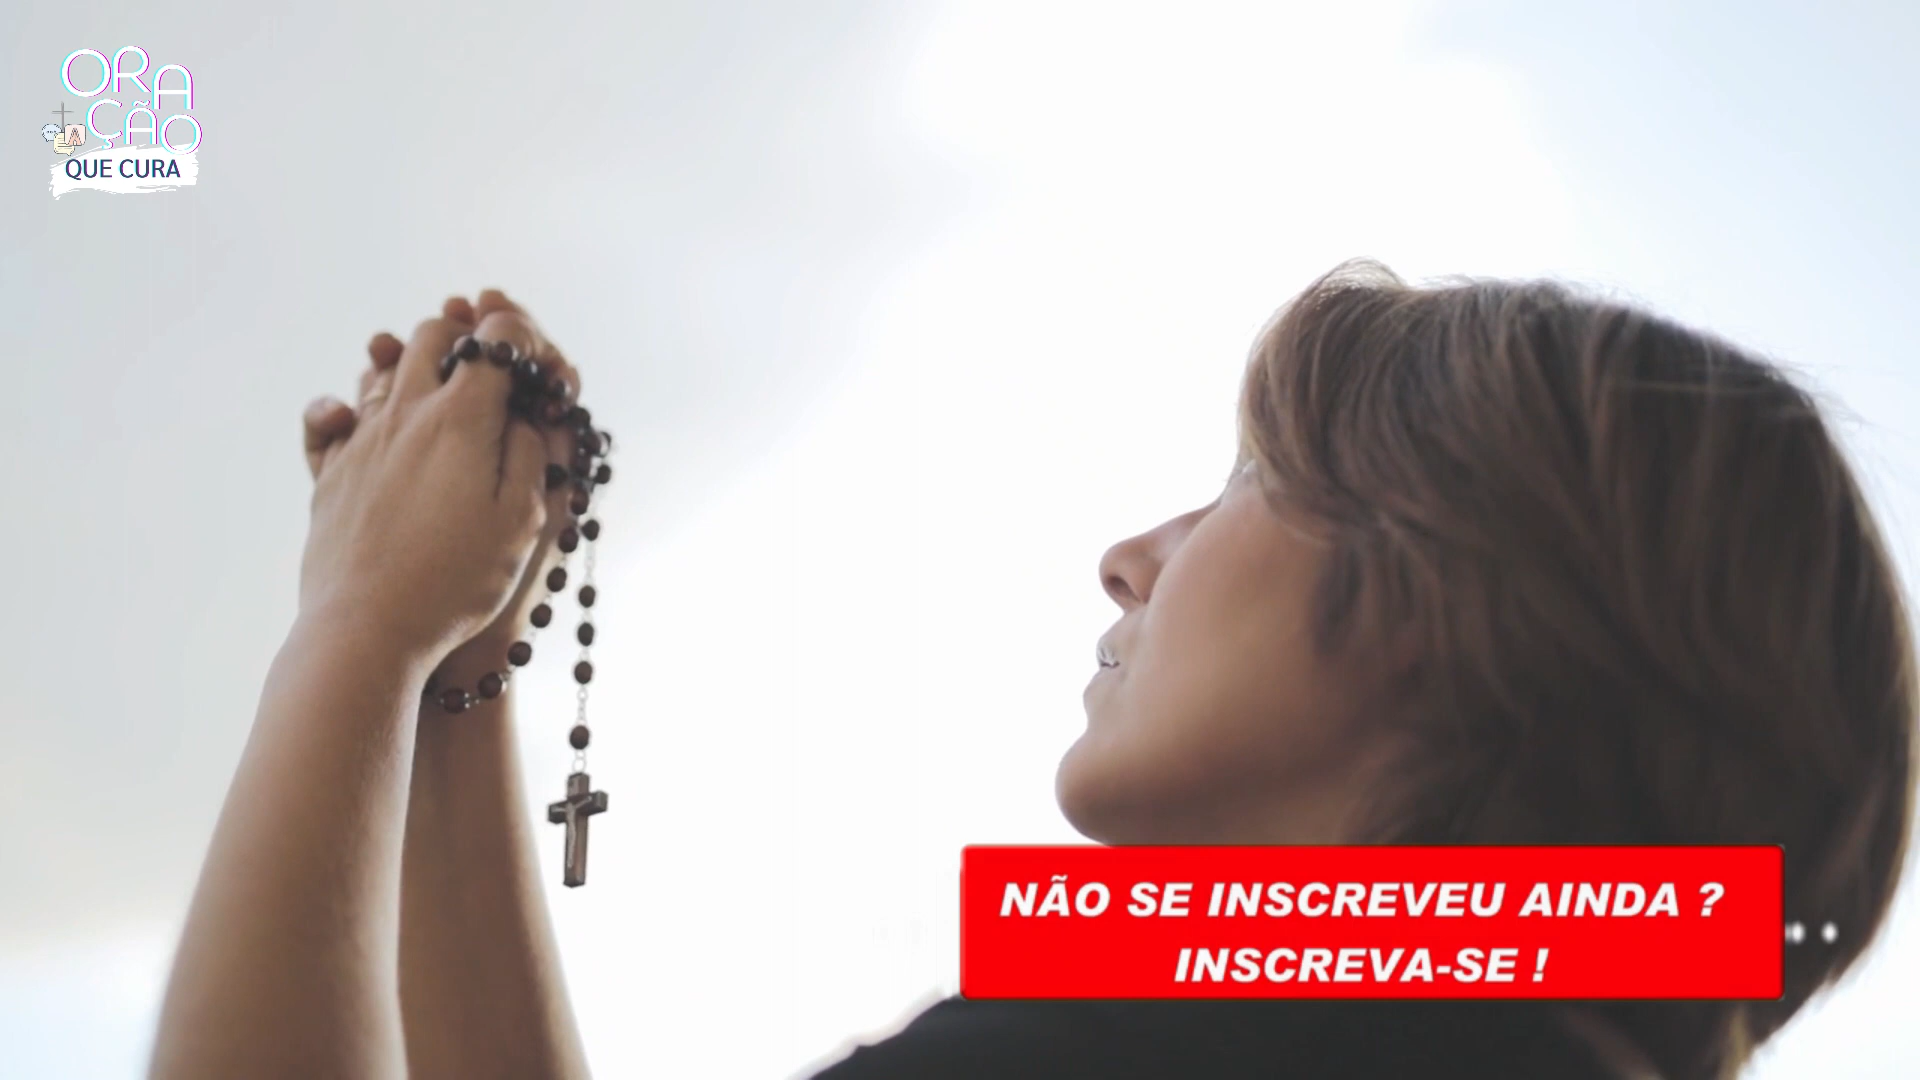 ORA
ÇÃO
QUE CURA
NÃO SE INSCREVEU AINDA ?
INSCREVA-SE !